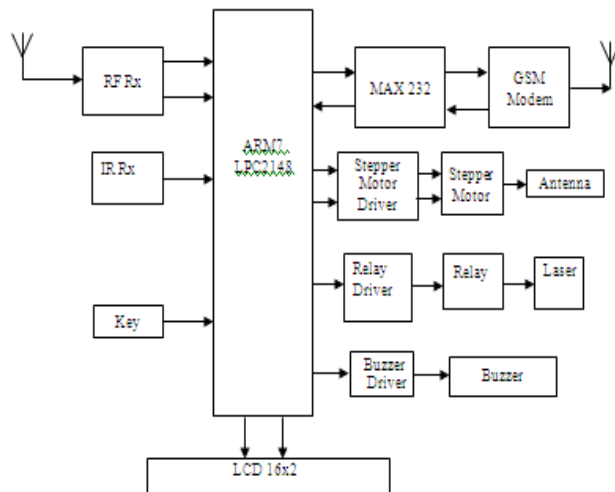 RF Rx
MAX 232
GSM
Modem
ARM7
LPC2148
IR Rx
Stepper
Motor
Driver
Stepper
Motor
Antenna
Relay
Driver
Relay
Laser
Key
Buzzer
Driver
Buzzer
LCD 16x2